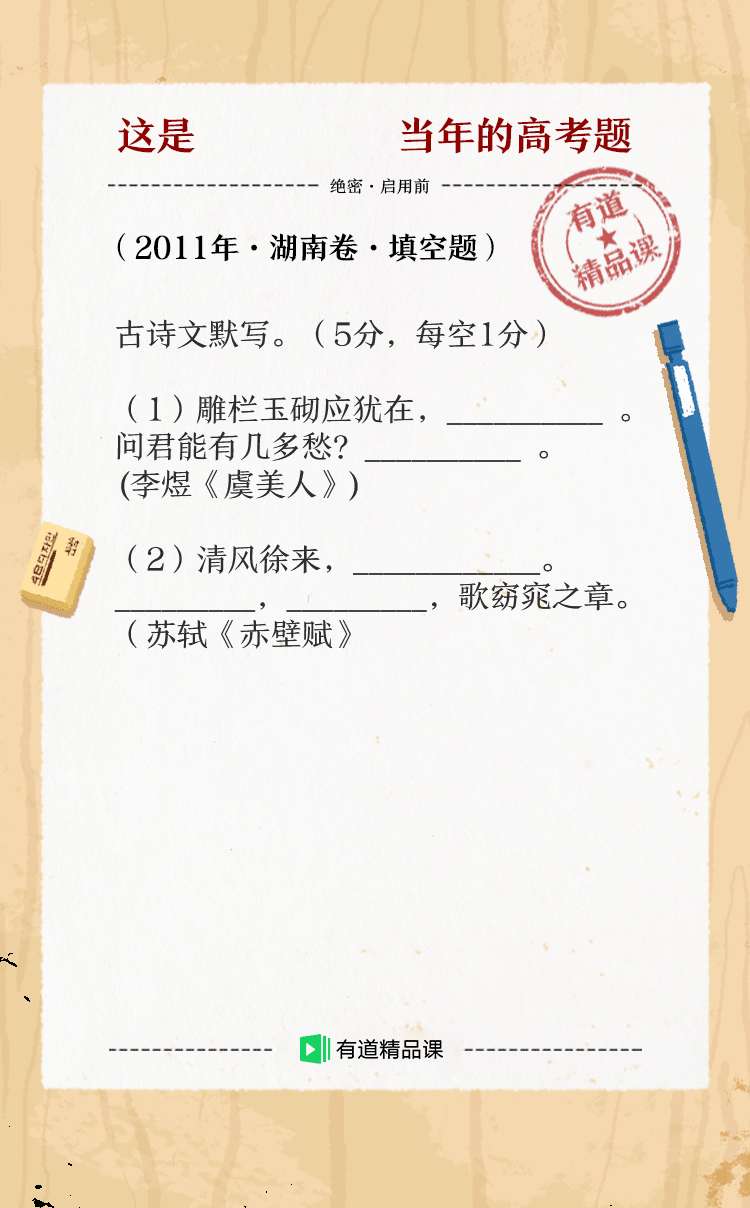 这是 当年的高考题
绝密·启用前
有道
精品课
（2011年·湖南卷·填空题）
古诗文默写。（5分，每空1分）
（1）雕栏玉砌应犹在，__________ 。
问君能有几多愁？__________ 。
(李煜《虞美人》)
（2）清风徐来，____________。
_________，_________，歌窈窕之章。
（苏轼《赤壁赋》
有道精品课